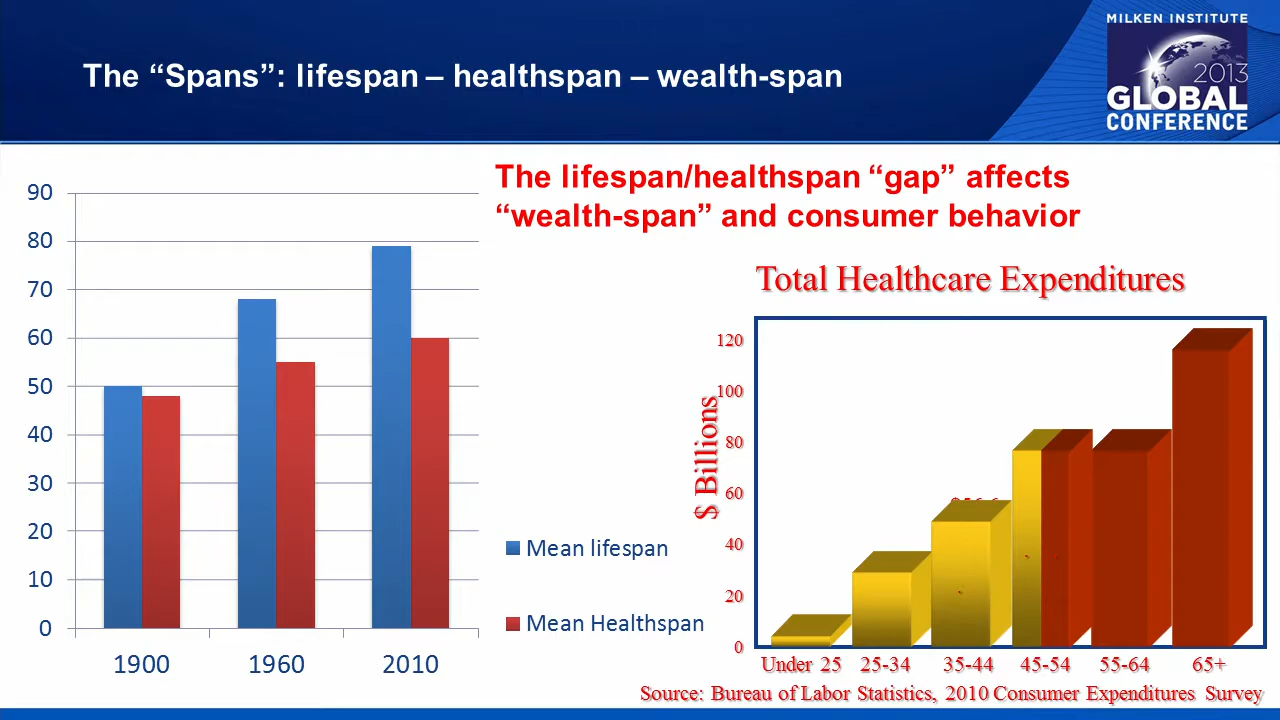 MILKEN INSTITUTE
2013
GLOBAL
CONFERENCE
The “Spans”: lifespan – healthspan – wealth-span
The lifespan/healthspan “gap” affects
“wealth-span” and consumer behavior
90
80
70
60
50
40
30
20
10
0
1900 1960 2010
Mean lifespan
Mean Healthspan
Total Healthcare Expenditures
$ Billions
120
100
80
60
40
20
0
Under 25 25-34 35-44 45-54 55-64 65+
Source: Bureau of Labor Statistics, 2010 Consumer Expenditures Survey